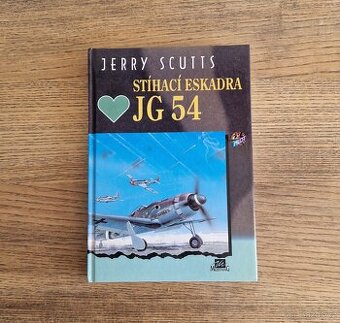 JERRY SCUTTS
STÍHACÍ ESKADRA
JG 54